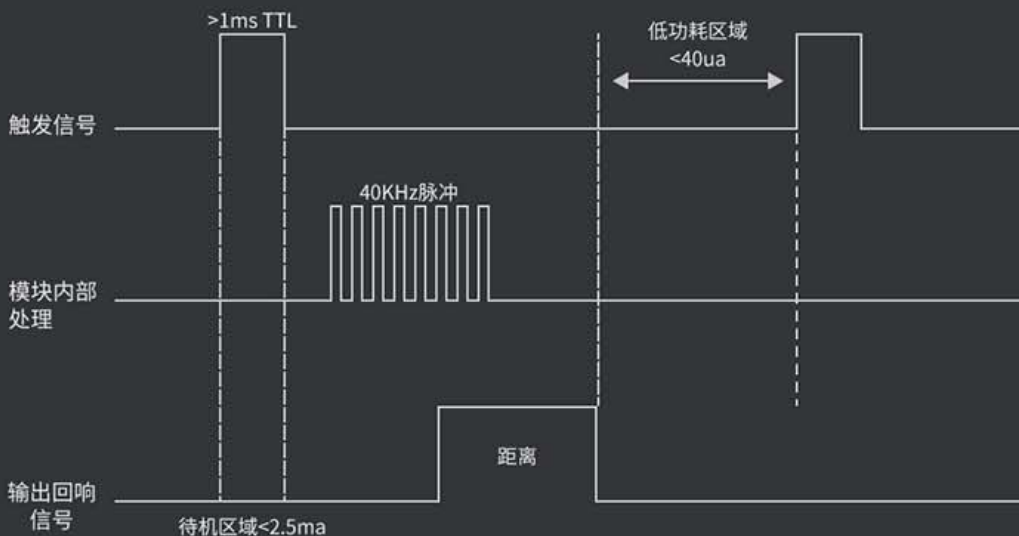 >1ms TTL
低功耗区域
<40ua
触发信号
40KHz脉冲
模块内部
处理
距离
输出回响
信号
待机区域<2.5ma